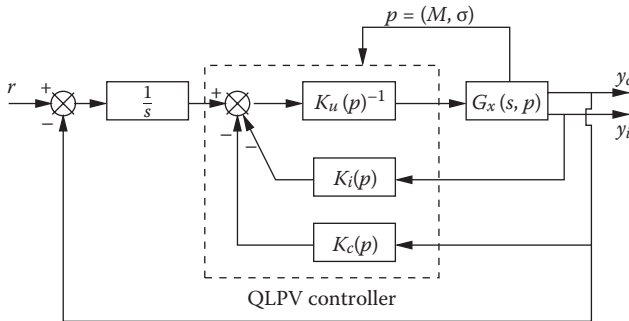 p = (M, σ)
r
+
−
1/s
+
−
−
K_u (p)^{−1}
G_x (s, p)
y_c
y_i
K_i(p)
K_c(p)
QLPV controller